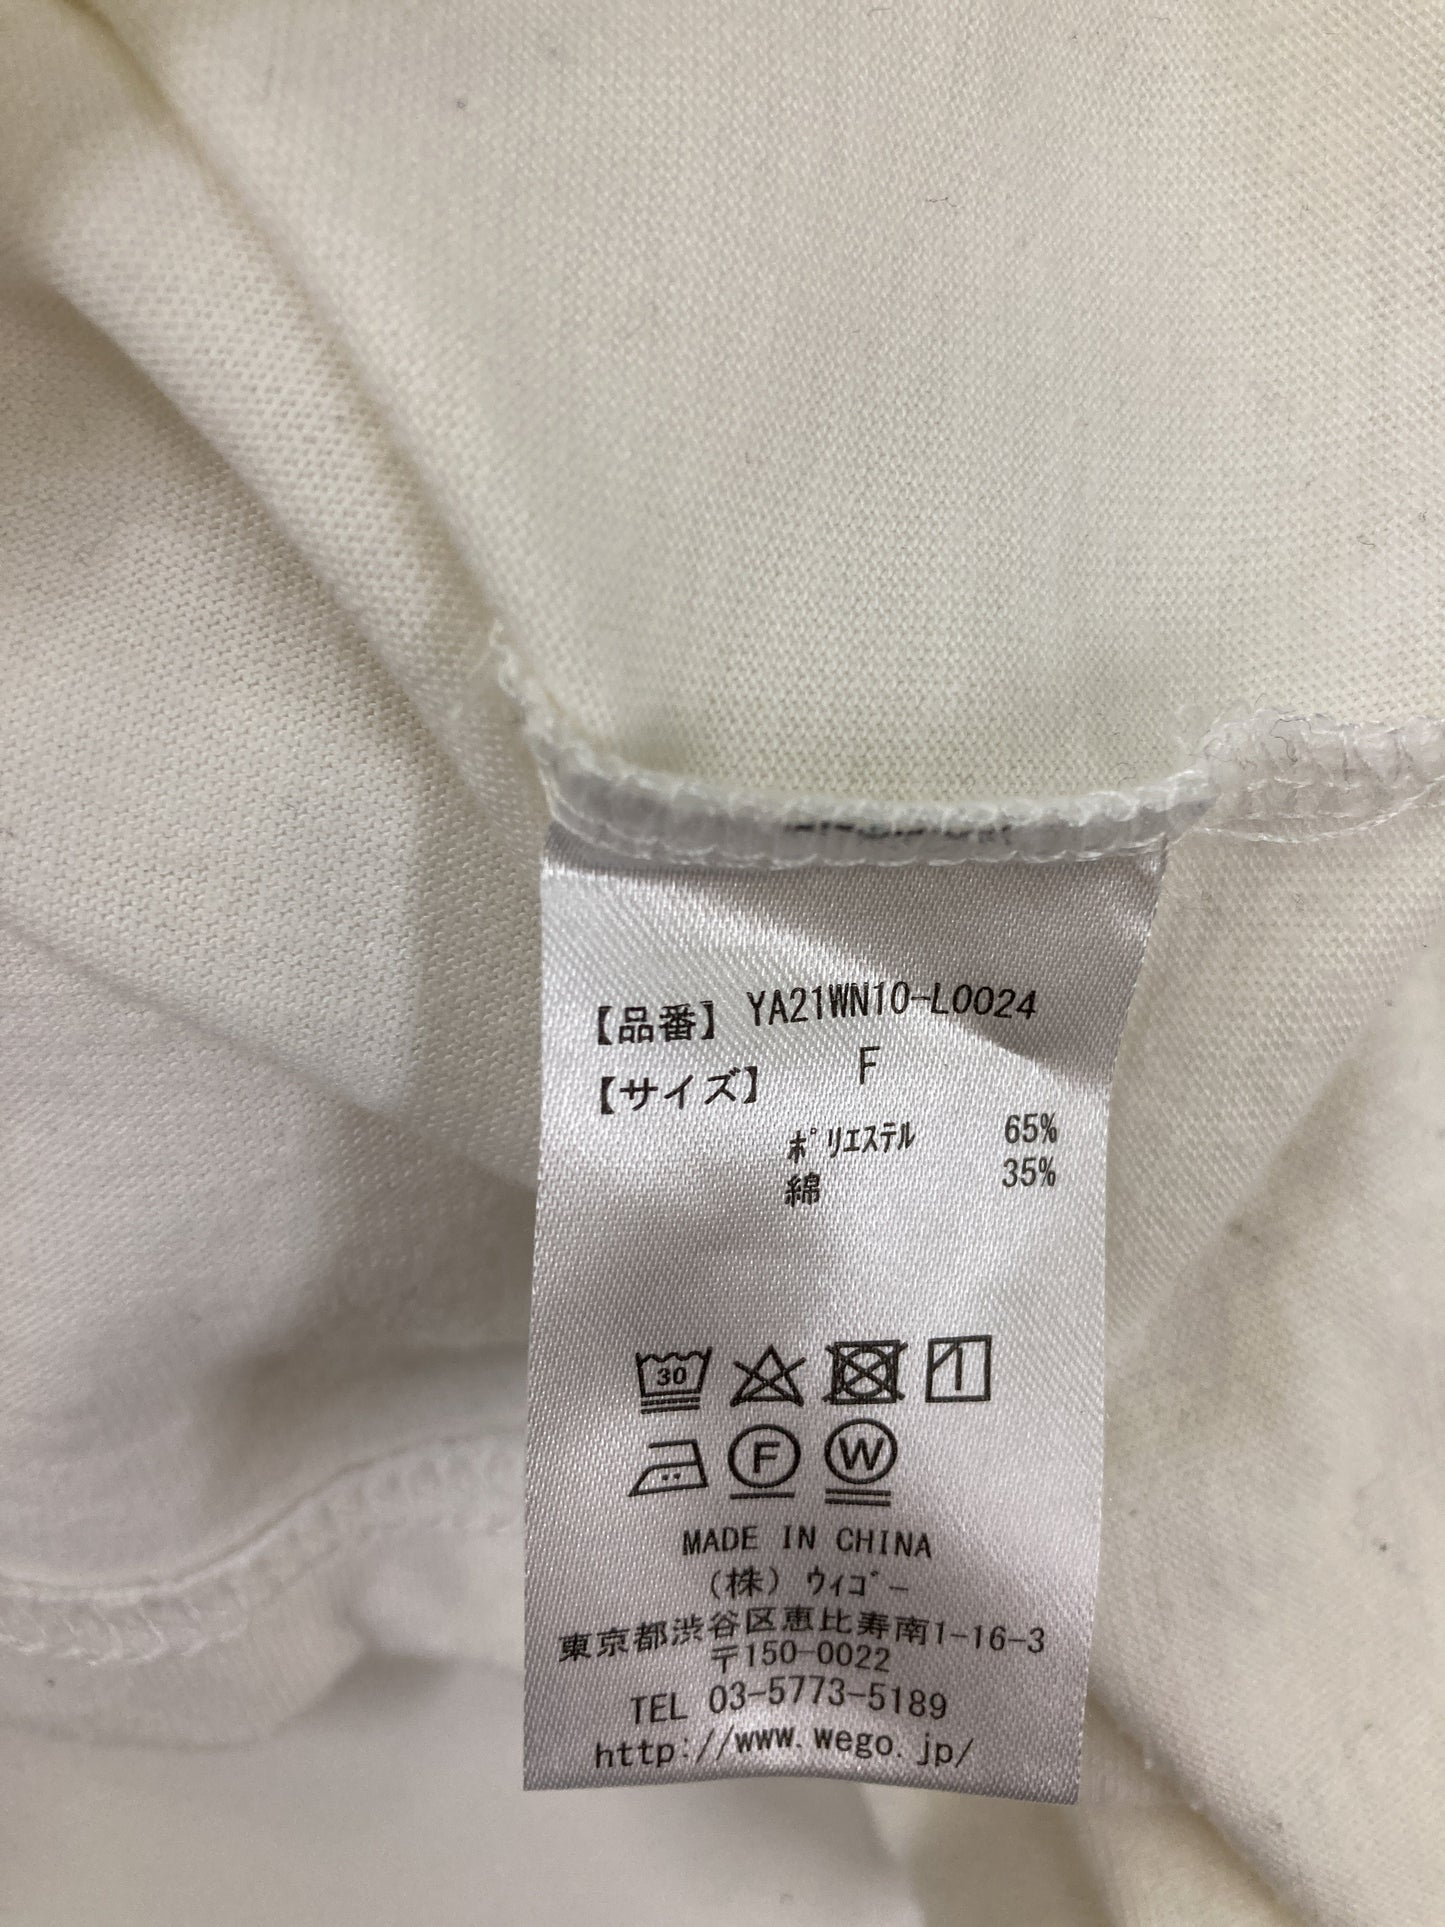 【品番】 YA21WN10-L0024
【サイズ】 F
ﾎﾟﾘｴｽﾃﾙ 65%
綿 35%
30
F W
MADE IN CHINA
(株) ｳｨｺﾞｰ
東京都渋谷区恵比寿南1-16-3
〒150-0022
TEL 03-5773-5189
http://www.wego.jp/